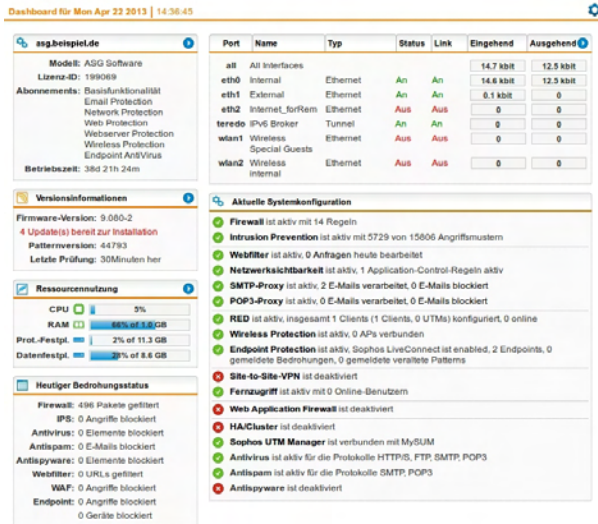 Dashboard für Mon Apr 22 2013 | 14:36:45
asg.beispiel.de
Modell: ASG Software
Lizenz-ID: 199069
Abonnements: Basisfunktionalität
Email Protection
Network Protection
Web Protection
Webserver Protection
Wireless Protection
Endpoint AntiVirus
Betriebszeit: 38d 21h 24m
Versionsinformationen
Firmware-Version: 9.080-2
4 Update(s) bereit zur Installation
Patternversion: 44793
Letzte Prüfung: 30Minuten her
Ressourcennutzung
CPU 5%
RAM 66% of 1.0 GB
Prot.-Festpl. 2% of 11.3 GB
Datenfestpl. 28% of 8.6 GB
Heutiger Bedrohungsstatus
Firewall: 496 Pakete gefiltert
IPS: 0 Angriffe blockiert
Antivirus: 0 Elemente blockiert
Antispam: 0 E-Mails blockiert
Antispyware: 0 Elemente blockiert
Webfilter: 0 URLs gefiltert
WAF: 0 Angriffe blockiert
Endpoint: 0 Angriffe blockiert
0 Geräte blockiert
Port Name Typ Status Link Eingehend Ausgehend
all All Interfaces 14.7 kbit 12.5 kbit
eth0 Internal Ethernet An An 14.6 kbit 12.5 kbit
eth1 External Ethernet An An 0.1 kbit 0
eth2 Internet_forRem Ethernet Aus Aus 0 0
teredo IPv6 Broker Tunnel An An 0 0
wlan1 Wireless Ethernet Aus Aus 0 0
Special Guests
wlan2 Wireless Ethernet Aus Aus 0 0
internal
Aktuelle Systemkonfiguration
Firewall ist aktiv mit 14 Regeln
Intrusion Prevention ist aktiv mit 5729 von 15806 Angriffsmustern
Webfilter ist aktiv, 0 Anfragen heute bearbeitet
Netzwerksichtbarkeit ist aktiv, 1 Application-Control-Regeln aktiv
SMTP-Proxy ist aktiv, 2 E-Mails verarbeitet, 0 E-Mails blockiert
POP3-Proxy ist aktiv, 0 E-Mails verarbeitet, 0 E-Mails blockiert
RED ist aktiv, insgesamt 1 Clients (1 Clients, 0 UTMs) konfiguriert, 0 online
Wireless Protection ist aktiv, 0 APs verbunden
Endpoint Protection ist aktiv, Sophos LiveConnect ist enabled, 2 Endpoints, 0
gemeldete Bedrohungen, 0 gemeldete veraltete Patterns
Site-to-Site-VPN ist deaktiviert
Fernzugriff ist aktiv mit 0 Online-Benutzern
Web Application Firewall ist deaktiviert
HA/Cluster ist deaktiviert
Sophos UTM Manager ist verbunden mit MySUM
Antivirus ist aktiv für die Protokolle HTTP/S, FTP, SMTP, POP3
Antispam ist aktiv für die Protokolle SMTP, POP3
Antispyware ist deaktiviert